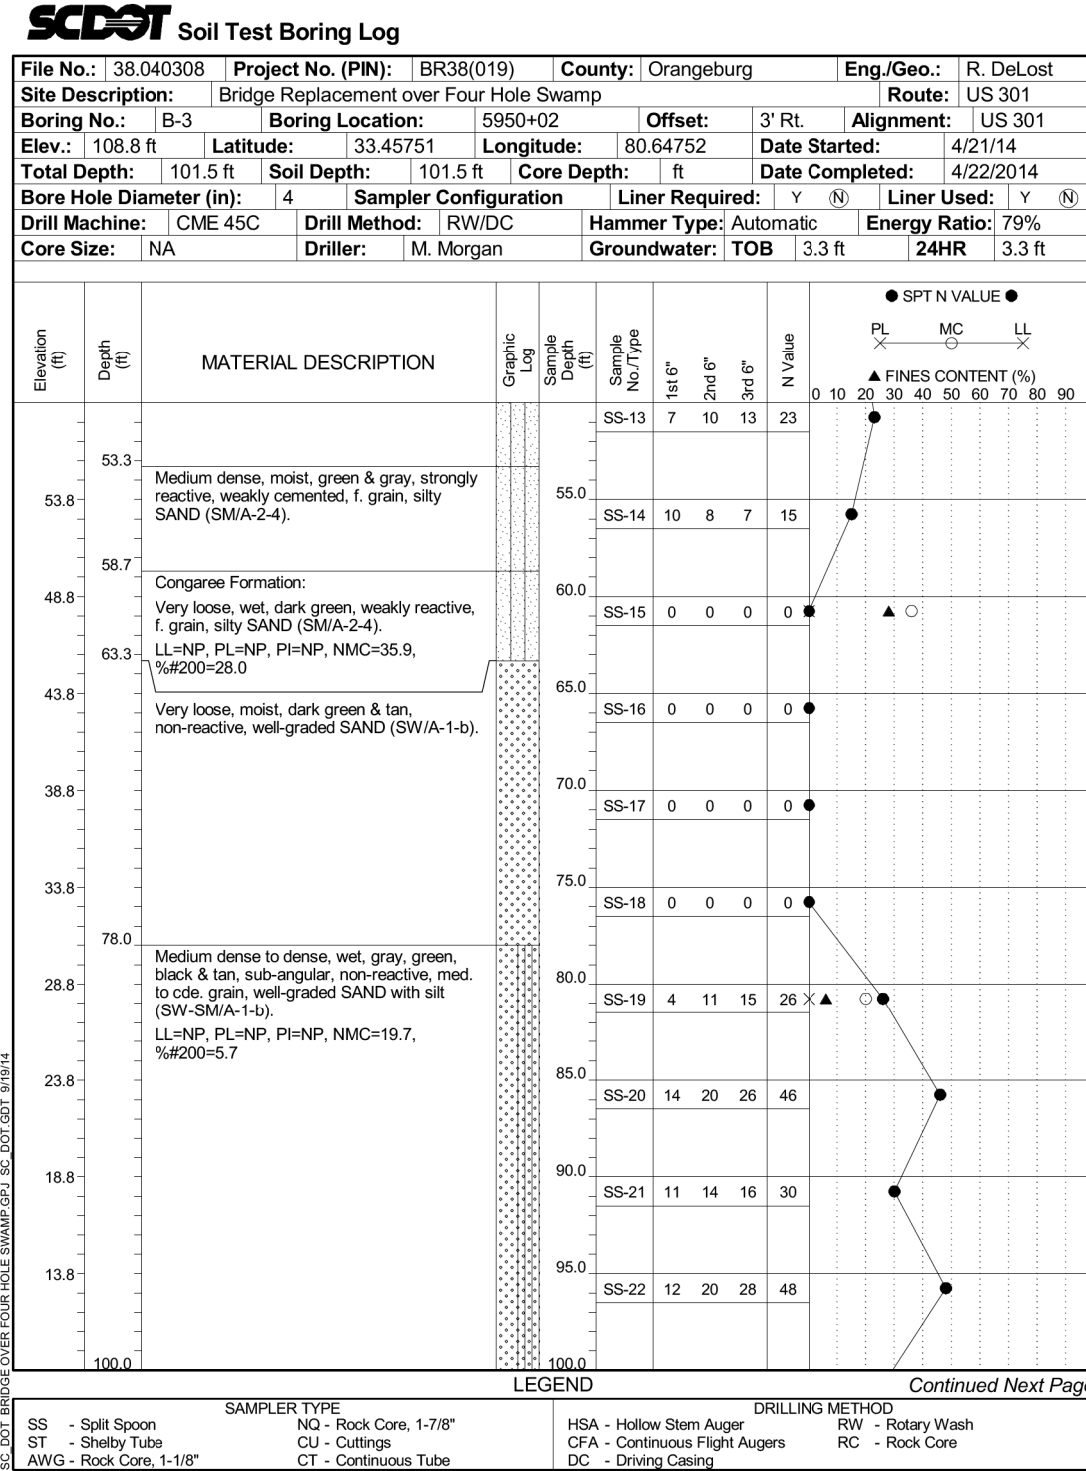 SCDOT Soil Test Boring Log
File No.: 38.040308 Project No. (PIN): BR38(019) County: Orangeburg Eng./Geo.: R. DeLost
Site Description: Bridge Replacement over Four Hole Swamp Route: US 301
Boring No.: B-3 Boring Location: 5950+02 Offset: 3' Rt. Alignment: US 301
Elev.: 108.8 ft Latitude: 33.45751 Longitude: 80.64752 Date Started: 4/21/14
Total Depth: 101.5 ft Soil Depth: 101.5 ft Core Depth: ft Date Completed: 4/22/2014
Bore Hole Diameter (in): 4 Sampler Configuration Liner Required: Y N Liner Used: Y N
Drill Machine: CME 45C Drill Method: RW/DC Hammer Type: Automatic Energy Ratio: 79%
Core Size: NA Driller: M. Morgan Groundwater: TOB 3.3 ft 24HR 3.3 ft
Elevation (ft)
Depth (ft)
MATERIAL DESCRIPTION
Graphic Log
Sample Depth (ft)
Sample No./Type
1st 6"
2nd 6"
3rd 6"
N Value
● SPT N VALUE ●
PL MC LL
▲ FINES CONTENT (%)
0 10 20 30 40 50 60 70 80 90
SS-13 7 10 13 23
53.3
Medium dense, moist, green & gray, strongly
reactive, weakly cemented, f. grain, silty
SAND (SM/A-2-4).
53.8
55.0
SS-14 10 8 7 15
58.7
Congaree Formation:
48.8
60.0
Very loose, wet, dark green, weakly reactive,
f. grain, silty SAND (SM/A-2-4).
SS-15 0 0 0 0
LL=NP, PL=NP, PI=NP, NMC=35.9,
%#200=28.0
63.3
43.8
65.0
Very loose, moist, dark green & tan,
non-reactive, well-graded SAND (SW/A-1-b).
SS-16 0 0 0 0
38.8
70.0
SS-17 0 0 0 0
33.8
75.0
SS-18 0 0 0 0
78.0
Medium dense to dense, wet, gray, green,
black & tan, sub-angular, non-reactive, med.
to cde. grain, well-graded SAND with silt
(SW-SM/A-1-b).
28.8
80.0
SS-19 4 11 15 26
LL=NP, PL=NP, PI=NP, NMC=19.7,
%#200=5.7
23.8
85.0
SS-20 14 20 26 46
18.8
90.0
SS-21 11 14 16 30
13.8
95.0
SS-22 12 20 28 48
100.0
100.0
SC_DOT BRIDGE OVER FOUR HOLE SWAMP.GPJ SC_DOT.GDT 9/19/14
LEGEND
Continued Next Page
SAMPLER TYPE
SS - Split Spoon NQ - Rock Core, 1-7/8"
ST - Shelby Tube CU - Cuttings
AWG - Rock Core, 1-1/8" CT - Continuous Tube
DRILLING METHOD
HSA - Hollow Stem Auger RW - Rotary Wash
CFA - Continuous Flight Augers RC - Rock Core
DC - Driving Casing